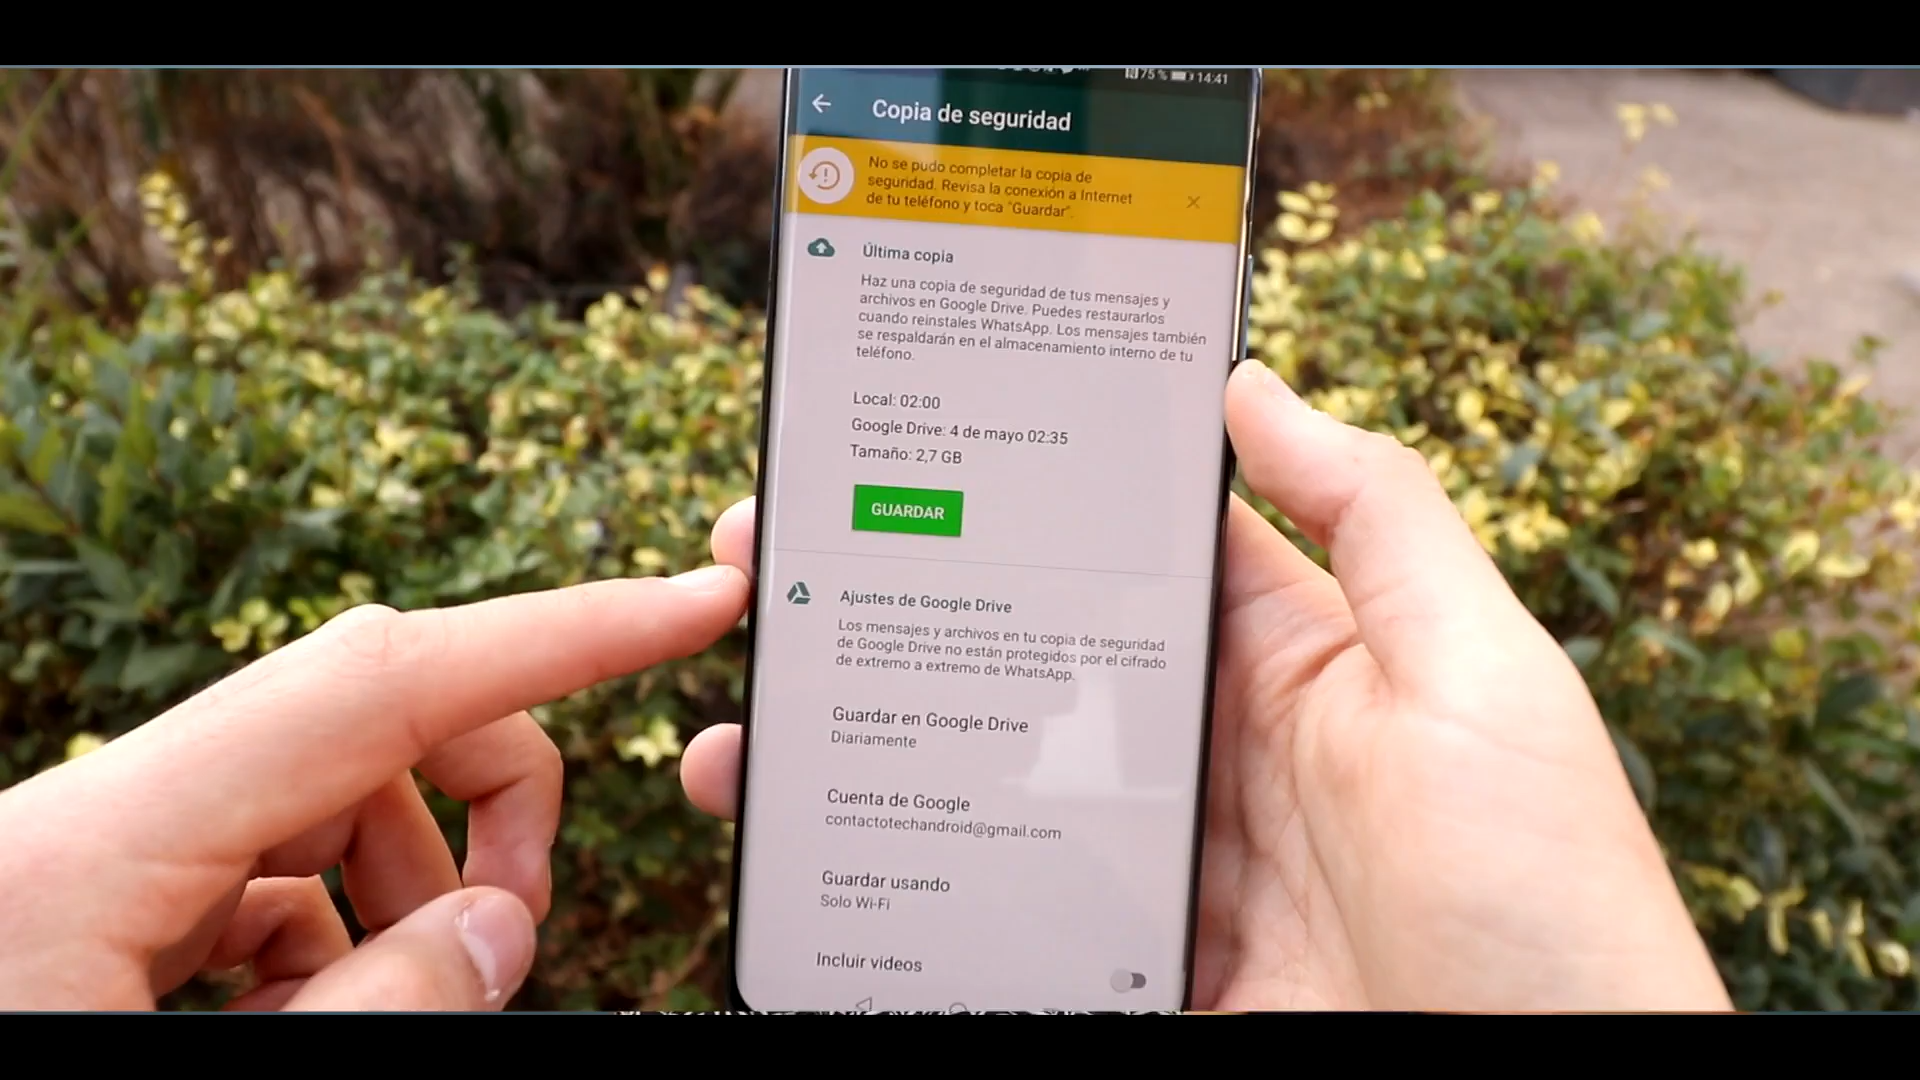 75 % 14:41
Copia de seguridad
No se pudo completar la copia de
seguridad. Revisa la conexión a Internet
de tu teléfono y toca "Guardar".
Última copia
Haz una copia de seguridad de tus mensajes y
archivos en Google Drive. Puedes restaurarlos
cuando reinstales WhatsApp. Los mensajes también
se respaldarán en el almacenamiento interno de tu
teléfono.
Local: 02:00
Google Drive: 4 de mayo 02:35
Tamaño: 2,7 GB
GUARDAR
Ajustes de Google Drive
Los mensajes y archivos en tu copia de seguridad
de Google Drive no están protegidos por el cifrado
de extremo a extremo de WhatsApp.
Guardar en Google Drive
Diariamente
Cuenta de Google
contactotechandroid@gmail.com
Guardar usando
Solo Wi-Fi
Incluir videos